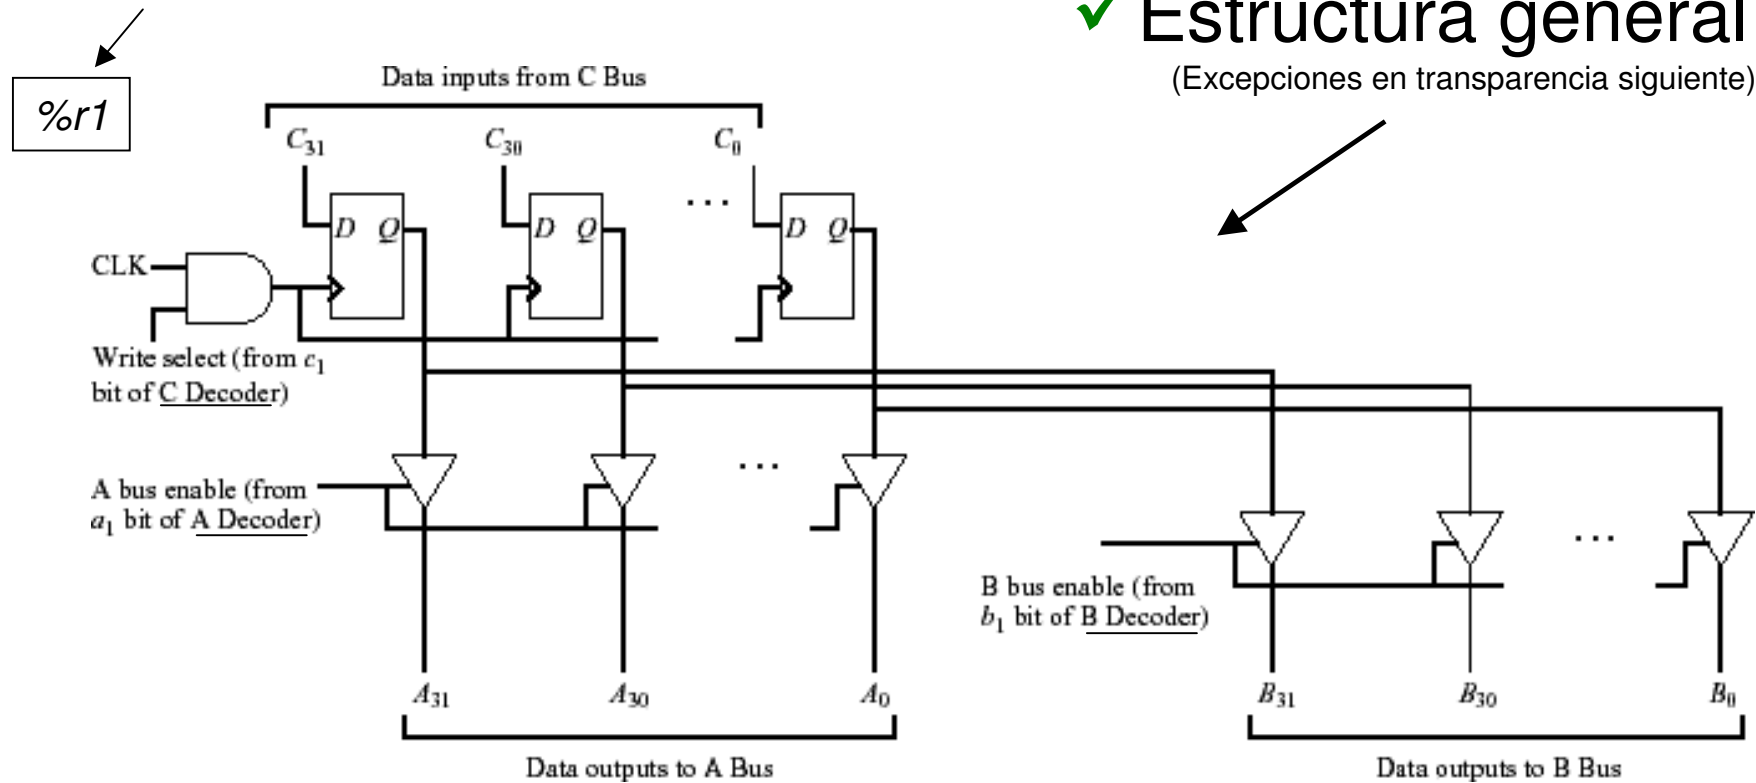 ✓ Estructura general
(Excepciones en transparencia siguiente)
%r1
Data inputs from C Bus
C31 C30 C0
D Q D Q ... D Q
CLK
Write select (from c1
bit of C Decoder)
A bus enable (from
a1 bit of A Decoder)
...
B bus enable (from
b1 bit of B Decoder)
...
A31 A30 A0
B31 B30 B0
Data outputs to A Bus
Data outputs to B Bus